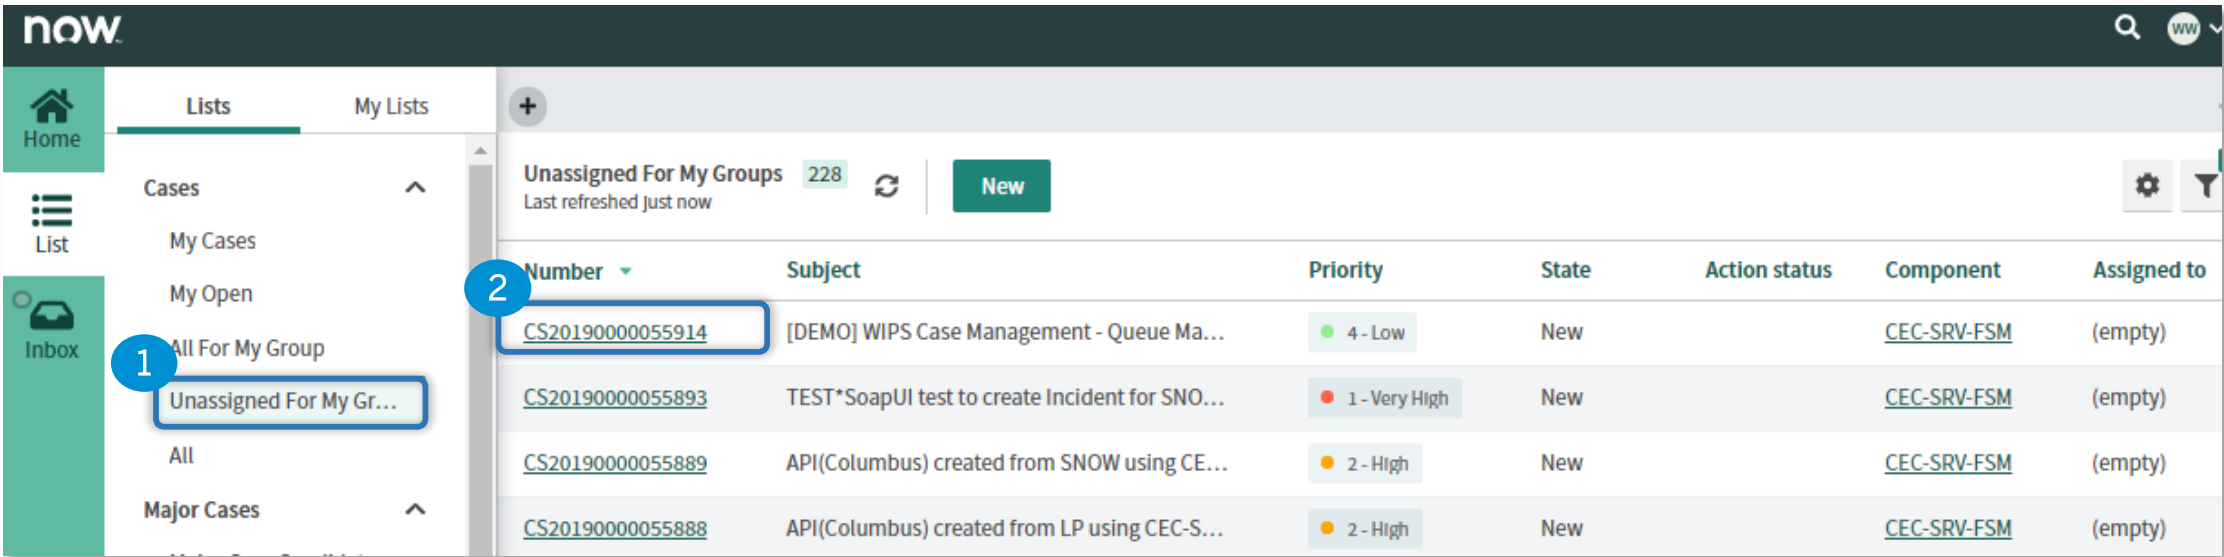 now.
WW
Home
List
Inbox
Lists
My Lists
Cases
My Cases
My Open
All For My Group
1
Unassigned For My Gr...
All
Major Cases
Unassigned For My Groups 228
Last refreshed Just now
New
2
Number Subject Priority State Action status Component Assigned to
CS20190000055914 [DEMO] WIPS Case Management - Queue Ma... 4 - Low New CEC-SRV-FSM (empty)
CS20190000055893 TEST*SoapUI test to create Incident for SNO... 1 - Very High New CEC-SRV-FSM (empty)
CS20190000055889 API(Columbus) created from SNOW using CE... 2 - High New CEC-SRV-FSM (empty)
CS20190000055888 API(Columbus) created from LP using CEC-S... 2 - High New CEC-SRV-FSM (empty)